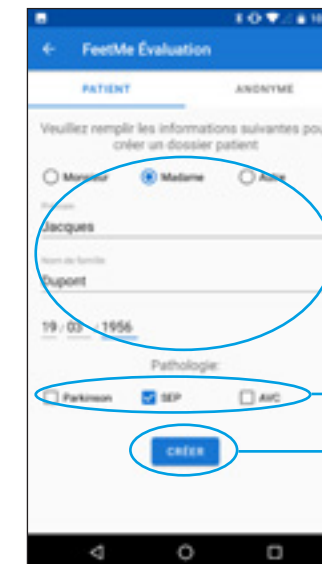 FeetMe Évaluation
PATIENT ANONYME
Veuillez remplir les informations suivantes pou
créer un dossier patient
Monsieur Madame Autre
Prénom
Jacques
Nom de famille
Dupont
19 / 03 / 1956
Pathologie:
Parkinson SEP AVC
CRÉER